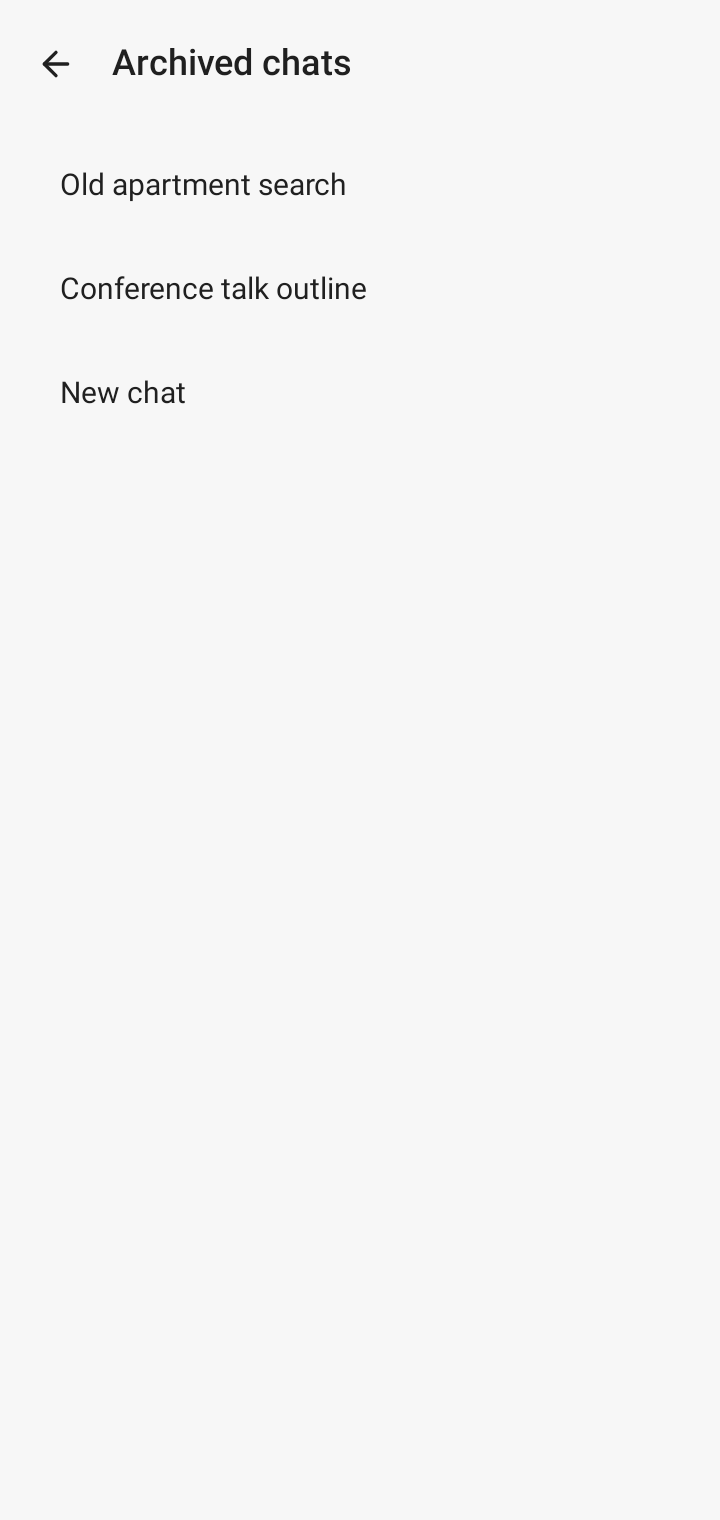 Archived chats
Old apartment search
Conference talk outline
New chat